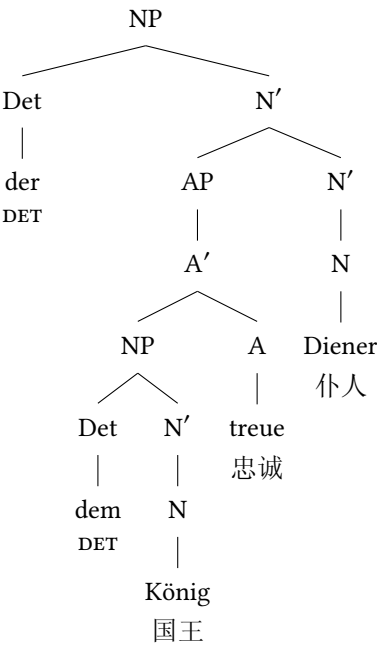 NP
Det N′
der AP N′
DET
A′ N
NP A Diener
仆人
Det N′ treue
忠诚
dem N
DET
König
国王